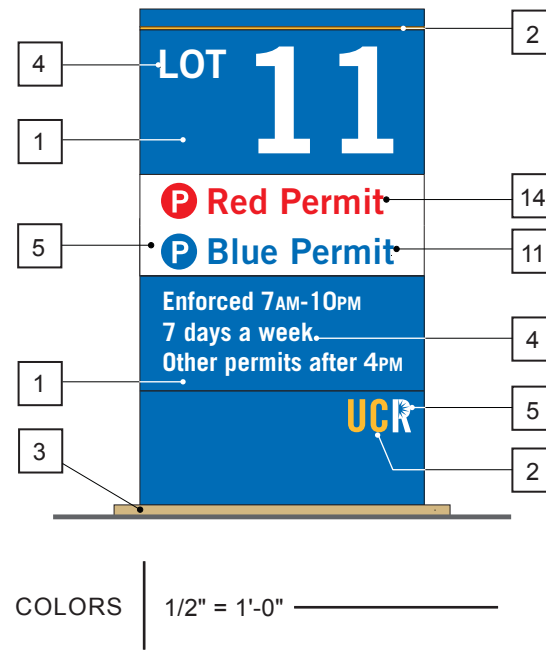 2
4
LOT 11
1
P Red Permit
14
5
P Blue Permit
11
Enforced 7AM-10PM
7 days a week.
4
Other permits after 4PM
1
UCR
5
3
2
COLORS
1/2" = 1'-0"